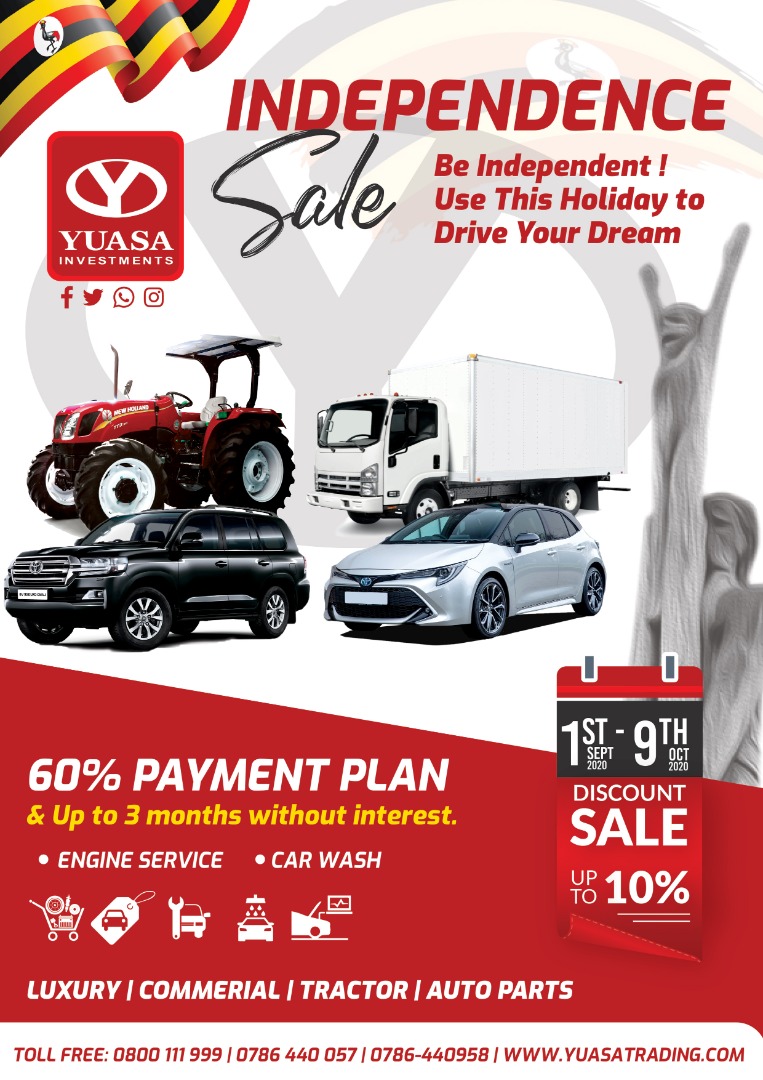 INDEPENDENCE
Sale
Be Independent !
Use This Holiday to
Drive Your Dream
YUASA
INVESTMENTS
NEW HOLLAND
60% PAYMENT PLAN
& Up to 3 months without interest.
• ENGINE SERVICE • CAR WASH
1ST - 9TH
SEPT OCT
2020 2020
DISCOUNT
SALE
UP
TO 10%
LUXURY | COMMERIAL | TRACTOR | AUTO PARTS
TOLL FREE: 0800 111 999 | 0786 440 057 | 0786-440958 | WWW.YUASATRADING.COM